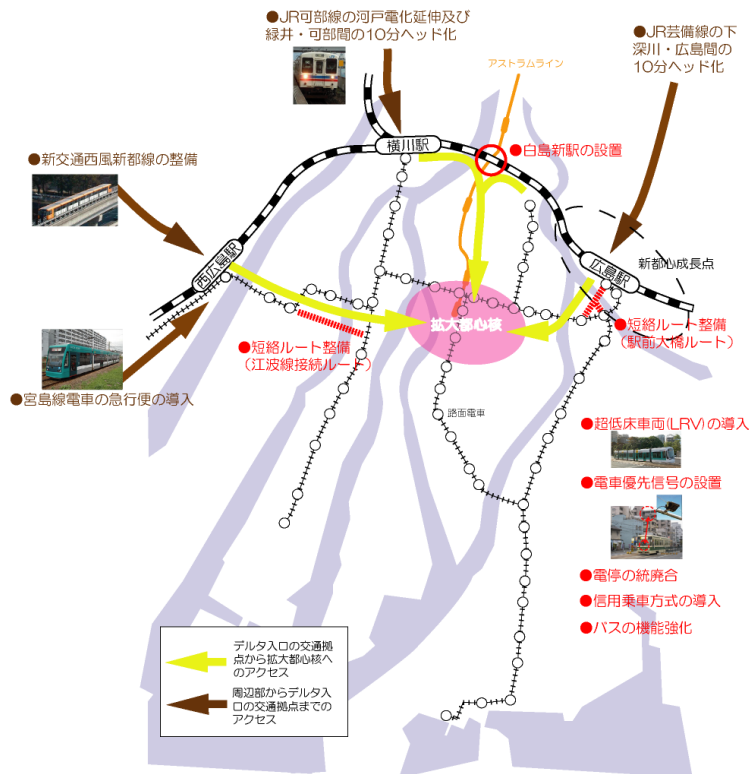 ●JR可部線の河戸電化延伸及び
緑井・可部間の10分ヘッド化
●JR芸備線の下
深川・広島間の
10分ヘッド化
アストラムライン
横川駅
●白島新駅の設置
●新交通西風新都線の整備
西広島駅
広島駅
新都心成長点
拡大都心核
●短絡ルート整備
（江波線接続ルート）
●短絡ルート整備
（駅前大橋ルート）
●宮島線電車の急行便の導入
路面電車
●超低床車両(LRV)の導入
●電車優先信号の設置
●電停の統廃合
●信用乗車方式の導入
●バスの機能強化
デルタ入口の交通拠
点から拡大都心核へ
のアクセス
周辺部からデルタ入
口の交通拠点までの
アクセス